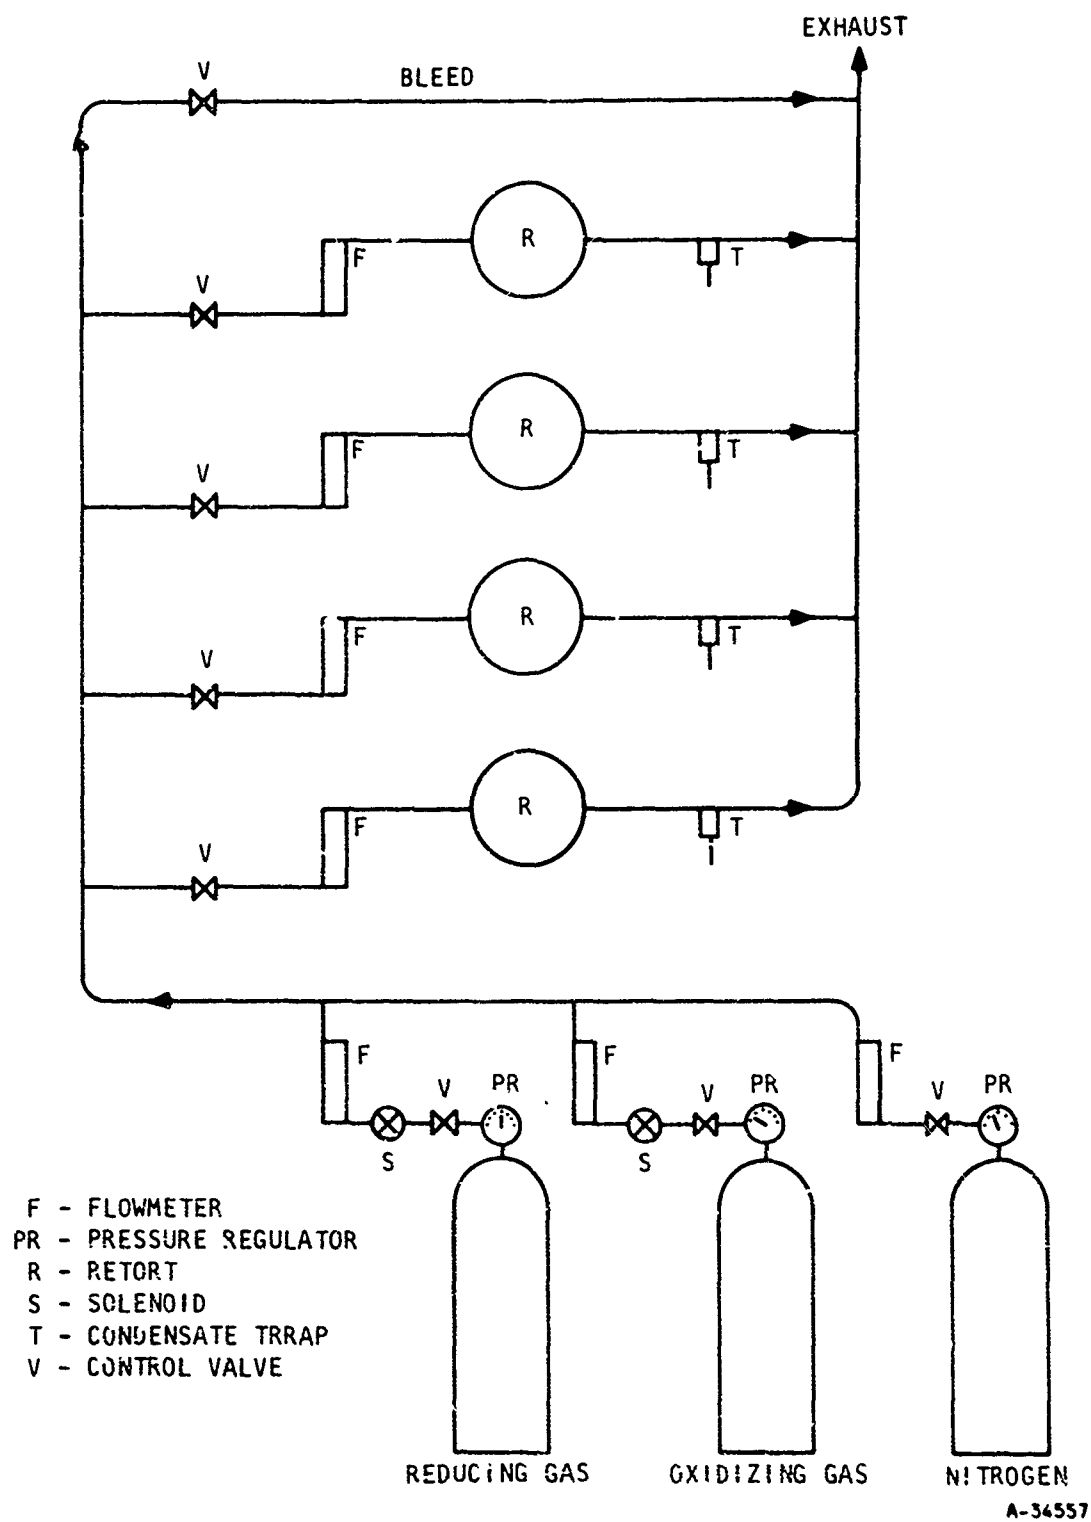 EXHAUST
V
BLEED
R
F
T
V
R
F
T
V
R
F
T
V
R
F
T
V
F
F
F
V
PR
V
PR
V
PR
S
S
F - FLOWMETER
PR - PRESSURE REGULATOR
R - RETORT
S - SOLENOID
T - CONDENSATE TRRAP
V - CONTROL VALVE
REDUCING GAS
OXIDIZING GAS
NITROGEN
A-34557